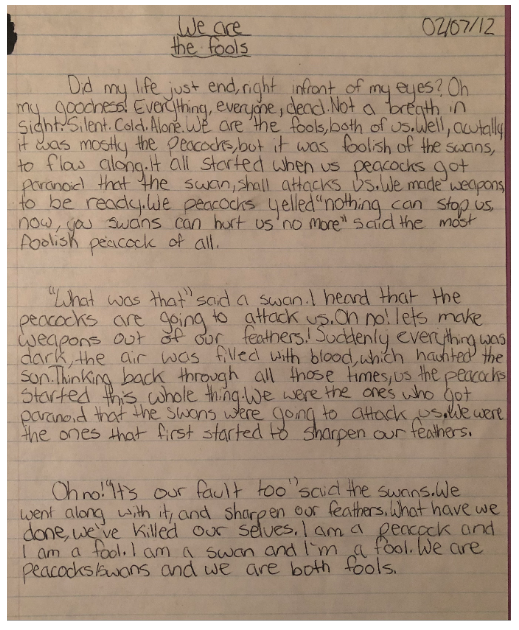 We are
the fools
02/07/12
Did my life just end, right infront of my eyes? Oh
my goodness! Everything, everyone, dead. Not a breath in
sight. Silent. Cold. Alone. We are the fools, both of us. Well, acutally
it was mostly the Peacocks, but it was foolish of the swans,
to flow along. It all started when us peacocks got
paranoid that the swan, shall attacks us. We made weapons,
to be ready. We peacocks yelled "nothing can stop us,
now, you swans can hurt us no more" said the most
foolish peacock of all.
"What was that" said a swan. I heard that the
peacocks are going to attack us. Oh no! lets make
weapons out of our feathers! Suddenly everything was
dark, the air was filled with blood, which haunted the
sun. Thinking back through all those times, us the peacocks
started this whole thing. We were the ones who got
paranoid that the swans were going to attack us. We were
the ones that first started to sharpen our feathers.
Oh no! "It's our fault too" said the swans. We
went along with it, and sharpen our feathers. What have we
done, we've killed our selves. I am a peacock and
I am a fool. I am a swan and I'm a fool. We are
peacocks/swans and we are both fools.